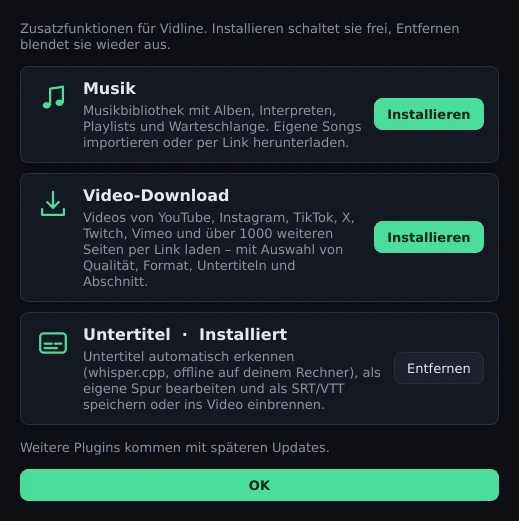 Zusatzfunktionen für Vidline. Installieren schaltet sie frei, Entfernen
blendet sie wieder aus.
Musik
Musikbibliothek mit Alben, Interpreten,
Playlists und Warteschlange. Eigene Songs
importieren oder per Link herunterladen.
Installieren
Video-Download
Videos von YouTube, Instagram, TikTok, X,
Twitch, Vimeo und über 1000 weiteren
Seiten per Link laden – mit Auswahl von
Qualität, Format, Untertiteln und
Abschnitt.
Installieren
Untertitel · Installiert
Untertitel automatisch erkennen
(whisper.cpp, offline auf deinem Rechner), als
eigene Spur bearbeiten und als SRT/VTT
speichern oder ins Video einbrennen.
Entfernen
Weitere Plugins kommen mit späteren Updates.
OK